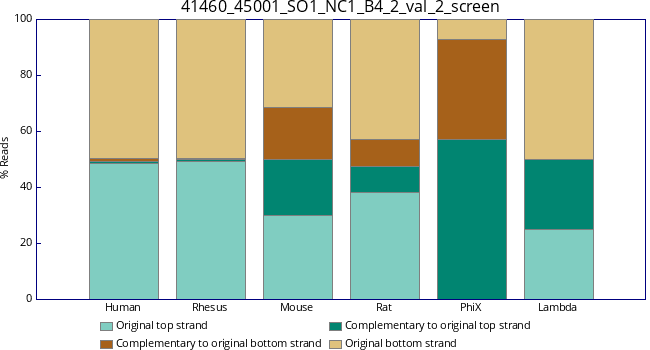 41460_45001_SO1_NC1_B4_2_val_2_screen
100
80
60
40
20
0
% Reads
Human Rhesus Mouse Rat PhiX Lambda
Original top strand Complementary to original top strand
Complementary to original bottom strand Original bottom strand